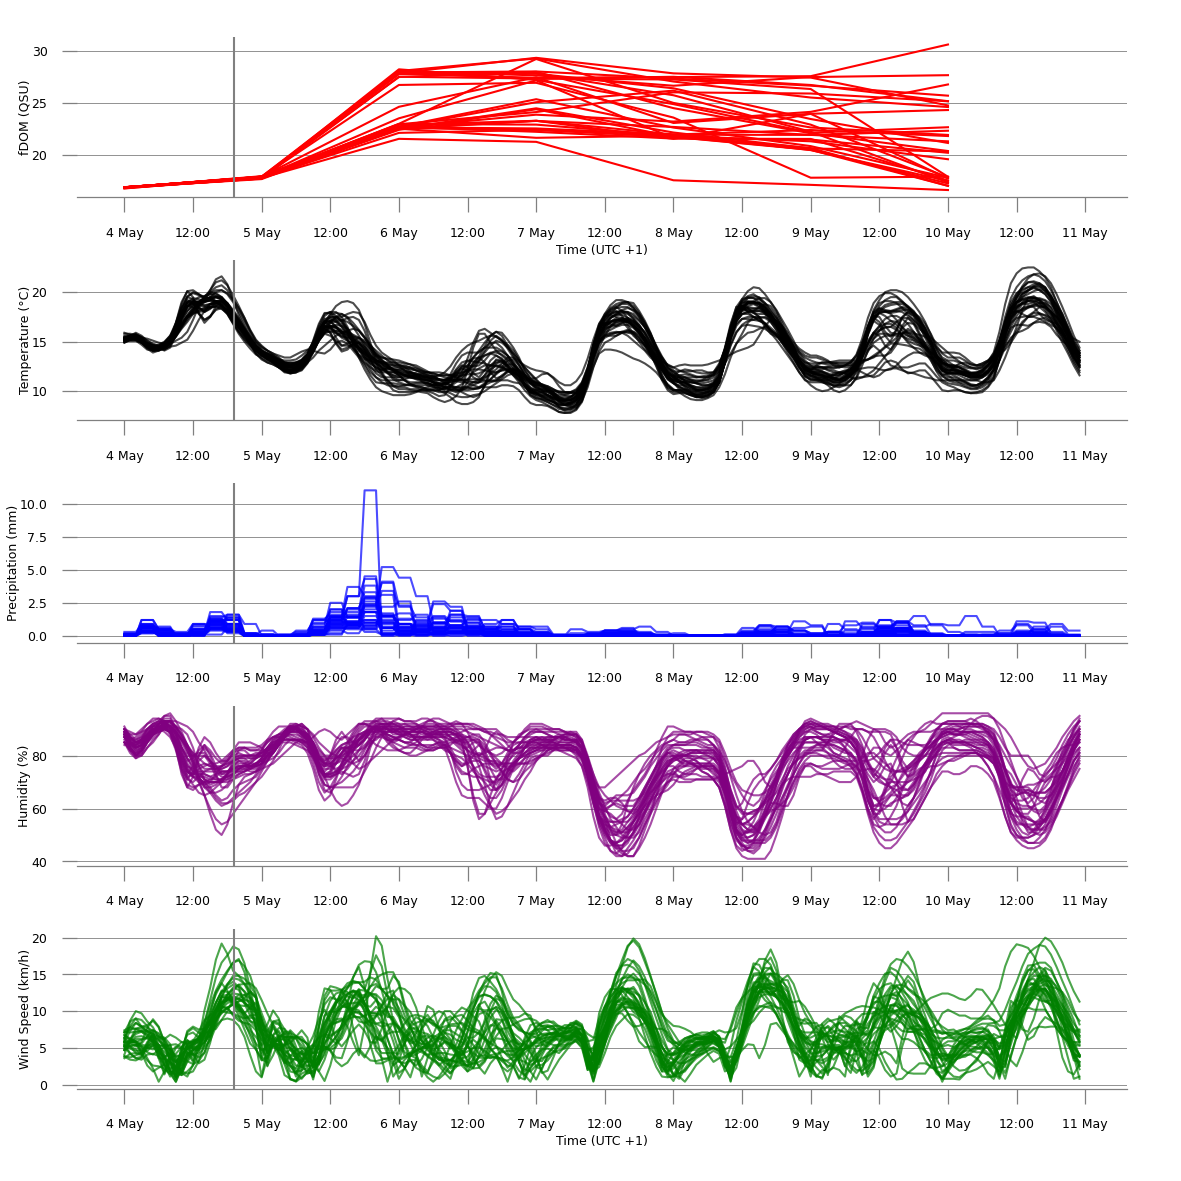 fDOM (QSU)
30
25
20
4 May 12:00 5 May 12:00 6 May 12:00 7 May 12:00 8 May 12:00 9 May 12:00 10 May 12:00 11 May
Time (UTC +1)
Temperature (°C)
20
15
10
4 May 12:00 5 May 12:00 6 May 12:00 7 May 12:00 8 May 12:00 9 May 12:00 10 May 12:00 11 May
Precipitation (mm)
10.0
7.5
5.0
2.5
0.0
4 May 12:00 5 May 12:00 6 May 12:00 7 May 12:00 8 May 12:00 9 May 12:00 10 May 12:00 11 May
Humidity (%)
80
60
40
4 May 12:00 5 May 12:00 6 May 12:00 7 May 12:00 8 May 12:00 9 May 12:00 10 May 12:00 11 May
Wind Speed (km/h)
20
15
10
5
0
4 May 12:00 5 May 12:00 6 May 12:00 7 May 12:00 8 May 12:00 9 May 12:00 10 May 12:00 11 May
Time (UTC +1)